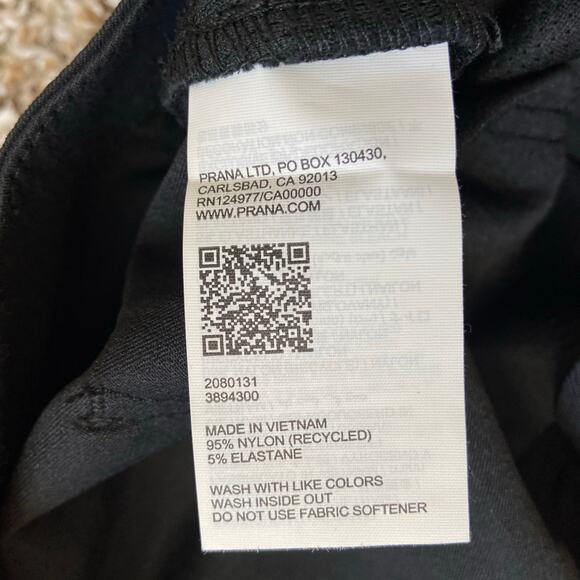 PRANA LTD, PO BOX 130430,
CARLSBAD, CA 92013
RN124977/CA00000
WWW.PRANA.COM
2080131
3894300
MADE IN VIETNAM
95% NYLON (RECYCLED)
5% ELASTANE
WASH WITH LIKE COLORS
WASH INSIDE OUT
DO NOT USE FABRIC SOFTENER